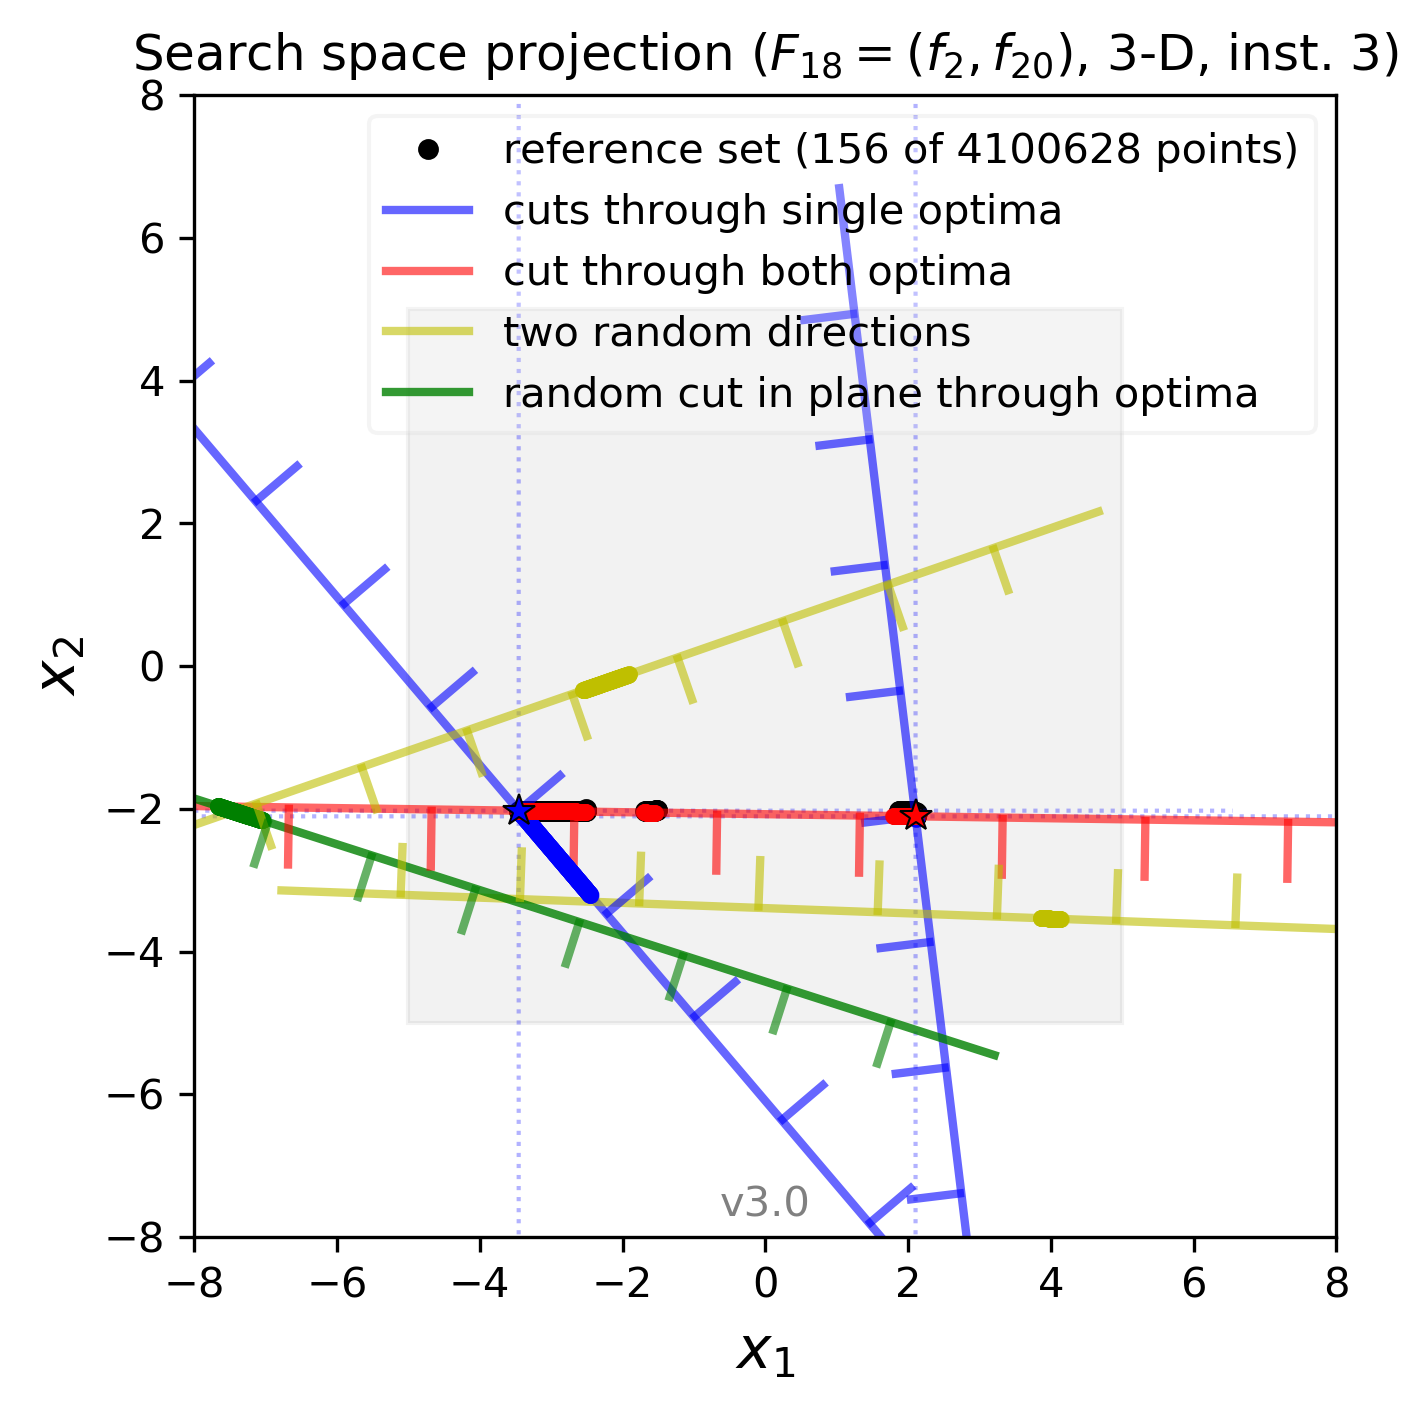 Search space projection (F18 = (f2, f20), 3-D, inst. 3)
reference set (156 of 4100628 points)
cuts through single optima
cut through both optima
two random directions
random cut in plane through optima
8
6
4
2
0
−2
−4
−6
−8
x2
v3.0
−8 −6 −4 −2 0 2 4 6 8
x1